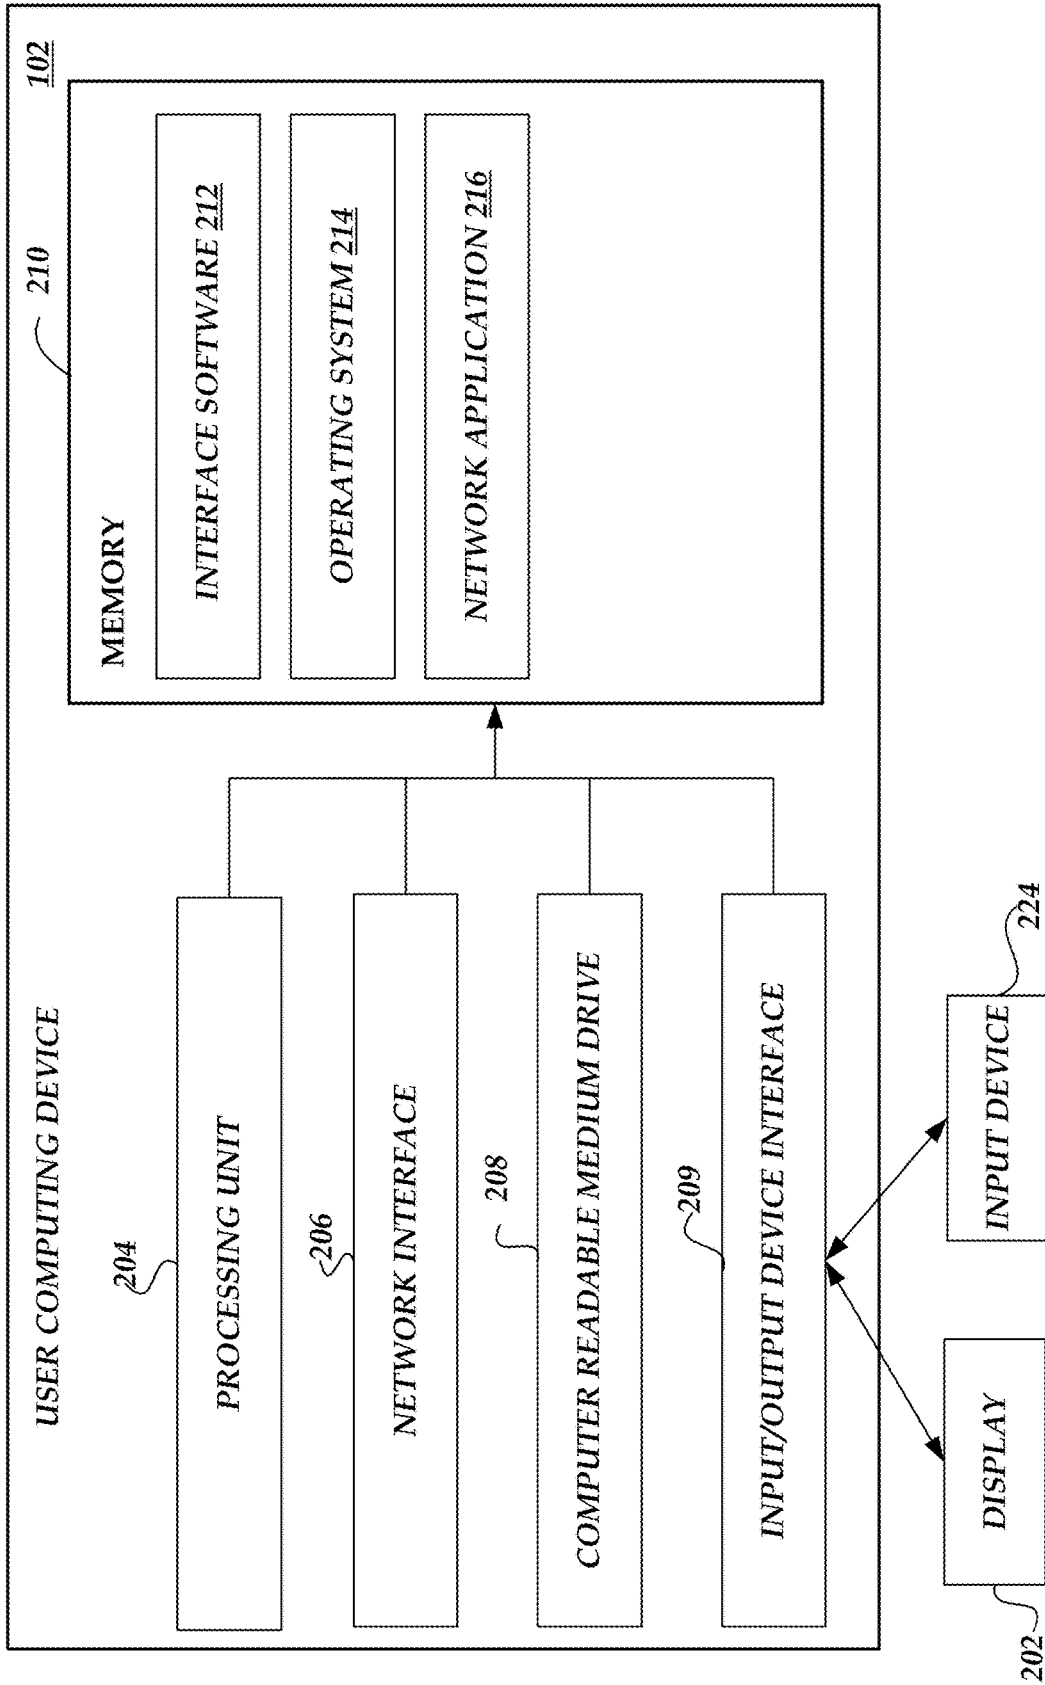 USER COMPUTING DEVICE
102
210
MEMORY
204
PROCESSING UNIT
INTERFACE SOFTWARE 212
206
NETWORK INTERFACE
OPERATING SYSTEM 214
208
COMPUTER READABLE MEDIUM DRIVE
NETWORK APPLICATION 216
209
INPUT/OUTPUT DEVICE INTERFACE
202
DISPLAY
INPUT DEVICE
224